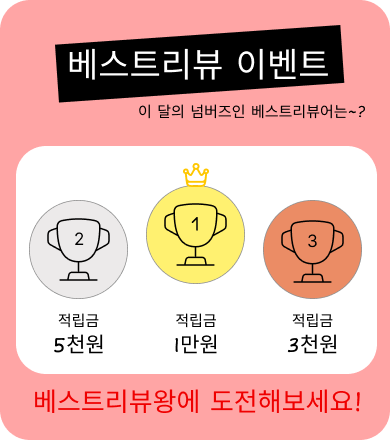 베스트리뷰 이벤트
이 달의 넘버즈인 베스트리뷰어는~?
2
1
3
적립금
5천원
적립금
1만원
적립금
3천원
베스트리뷰왕에 도전해보세요!